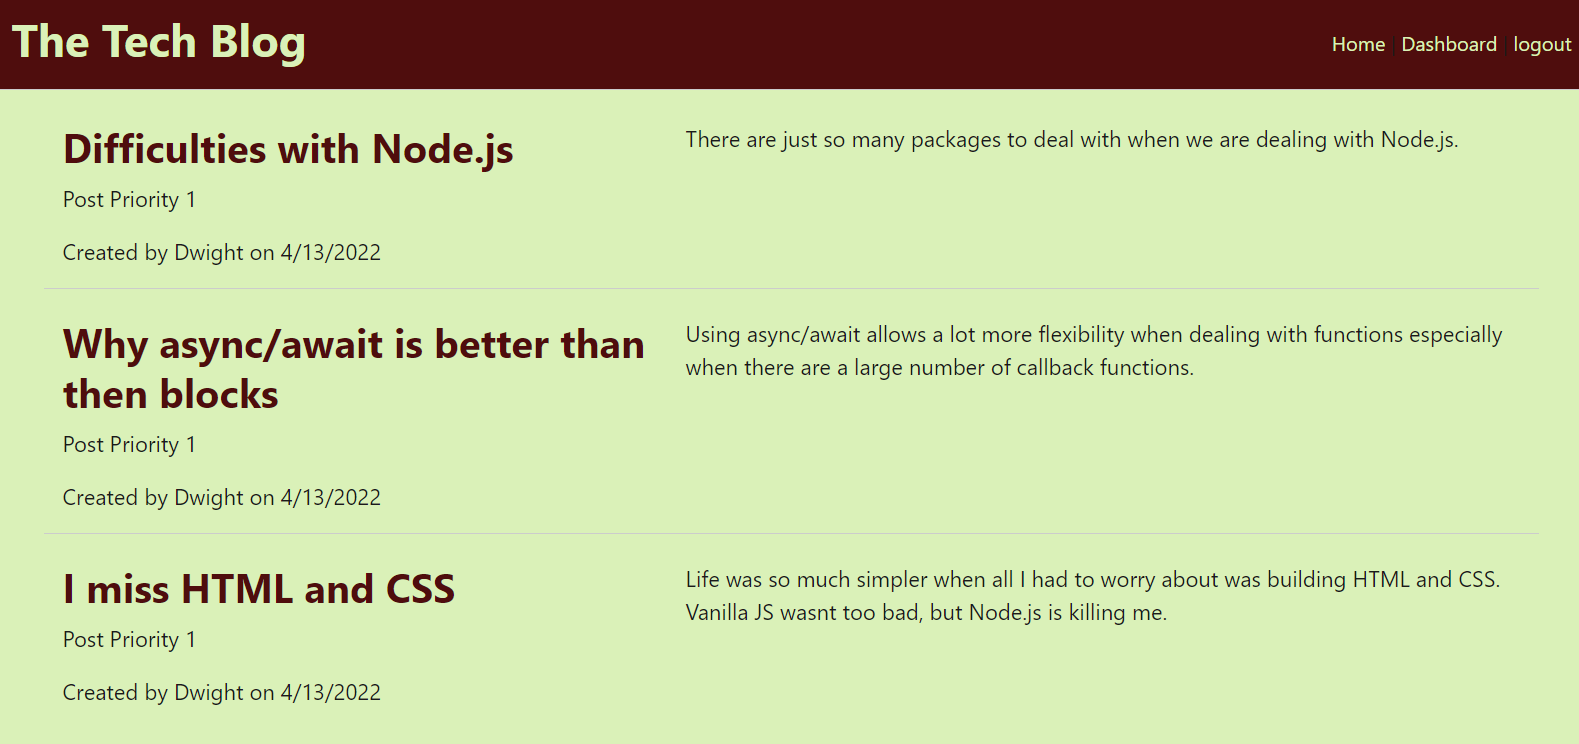 The Tech Blog
Home Dashboard logout
Difficulties with Node.js
Post Priority 1
Created by Dwight on 4/13/2022
There are just so many packages to deal with when we are dealing with Node.js.
Why async/await is better than
then blocks
Post Priority 1
Created by Dwight on 4/13/2022
Using async/await allows a lot more flexibility when dealing with functions especially
when there are a large number of callback functions.
I miss HTML and CSS
Post Priority 1
Created by Dwight on 4/13/2022
Life was so much simpler when all I had to worry about was building HTML and CSS.
Vanilla JS wasnt too bad, but Node.js is killing me.